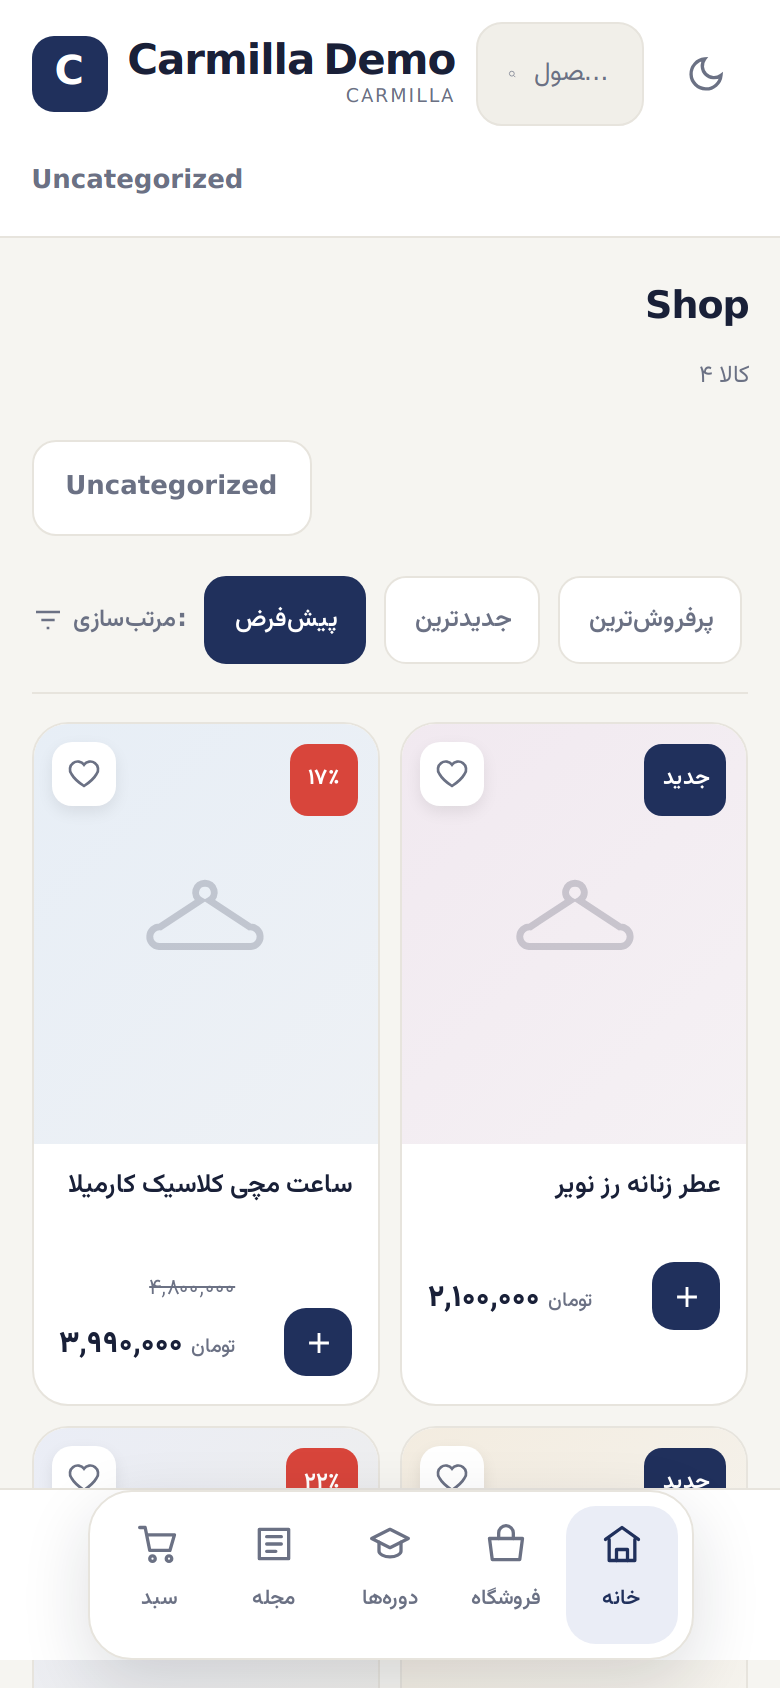 C
Carmilla Demo
CARMILLA
...صول
Uncategorized
Shop
۴ کالا
Uncategorized
مرتب‌سازی:
پیش‌فرض
جدیدترین
پرفروش‌ترین
۱۷٪
جدید
ساعت مچی کلاسیک کارمیلا
۴,۸۰۰,۰۰۰
۳,۹۹۰,۰۰۰ تومان
+
عطر زنانه رز نویر
۲,۱۰۰,۰۰۰ تومان
+
۲۲٪
جدید
خانه
فروشگاه
دوره‌ها
مجله
سبد